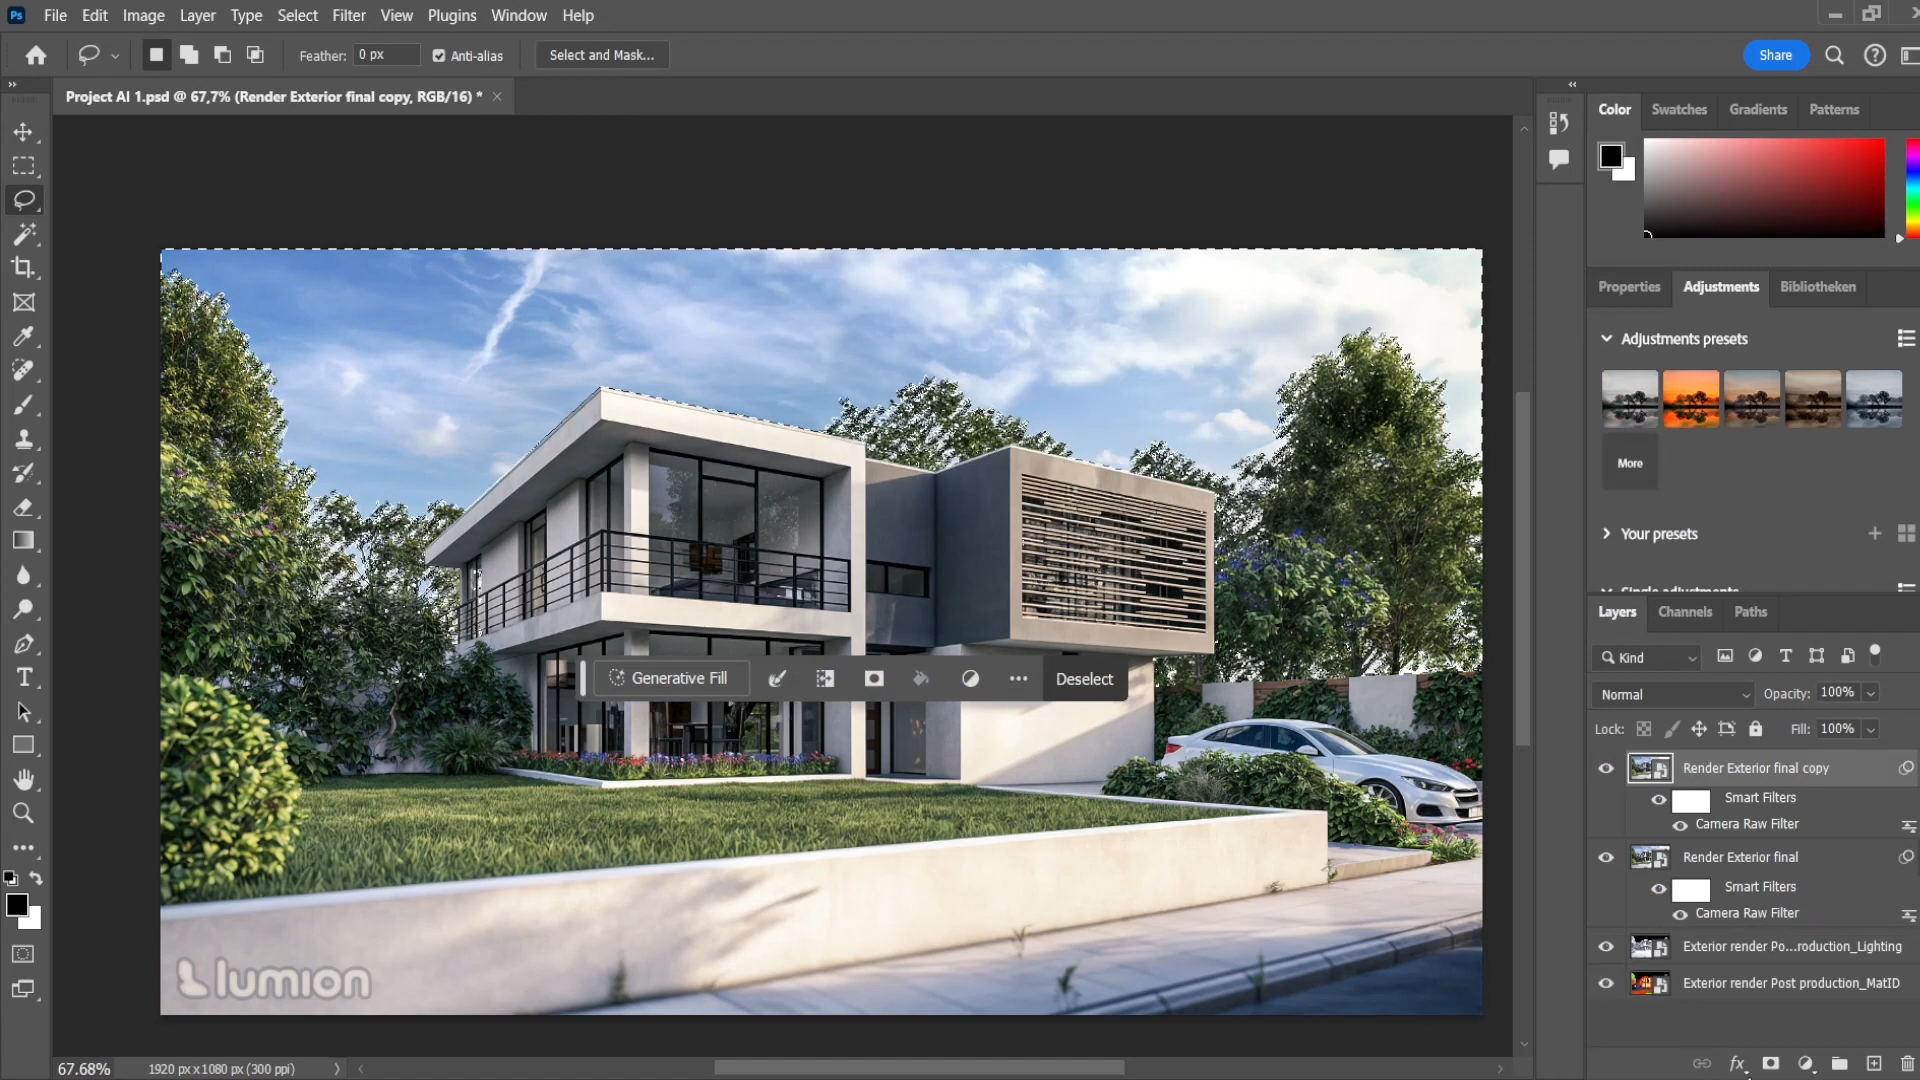 Ps File Edit Image Layer Type Select Filter View Plugins Window Help
Feather: 0 px Anti-alias Select and Mask... Share
Project AI 1.psd @ 67,7% (Render Exterior final copy, RGB/16) *
Color Swatches Gradients Patterns
Properties Adjustments Bibliotheken
Adjustments presets
More
Your presets
Single adjustments
Layers Channels Paths
Kind
Normal Opacity: 100%
Lock: Fill: 100%
Render Exterior final copy
Smart Filters
Camera Raw Filter
Render Exterior final
Smart Filters
Camera Raw Filter
Exterior render Po...roduction_Lighting
Exterior render Post production_MatID
fx
Generative Fill Deselect
lumion
67.68% 1920 px x 1080 px (300 ppi)